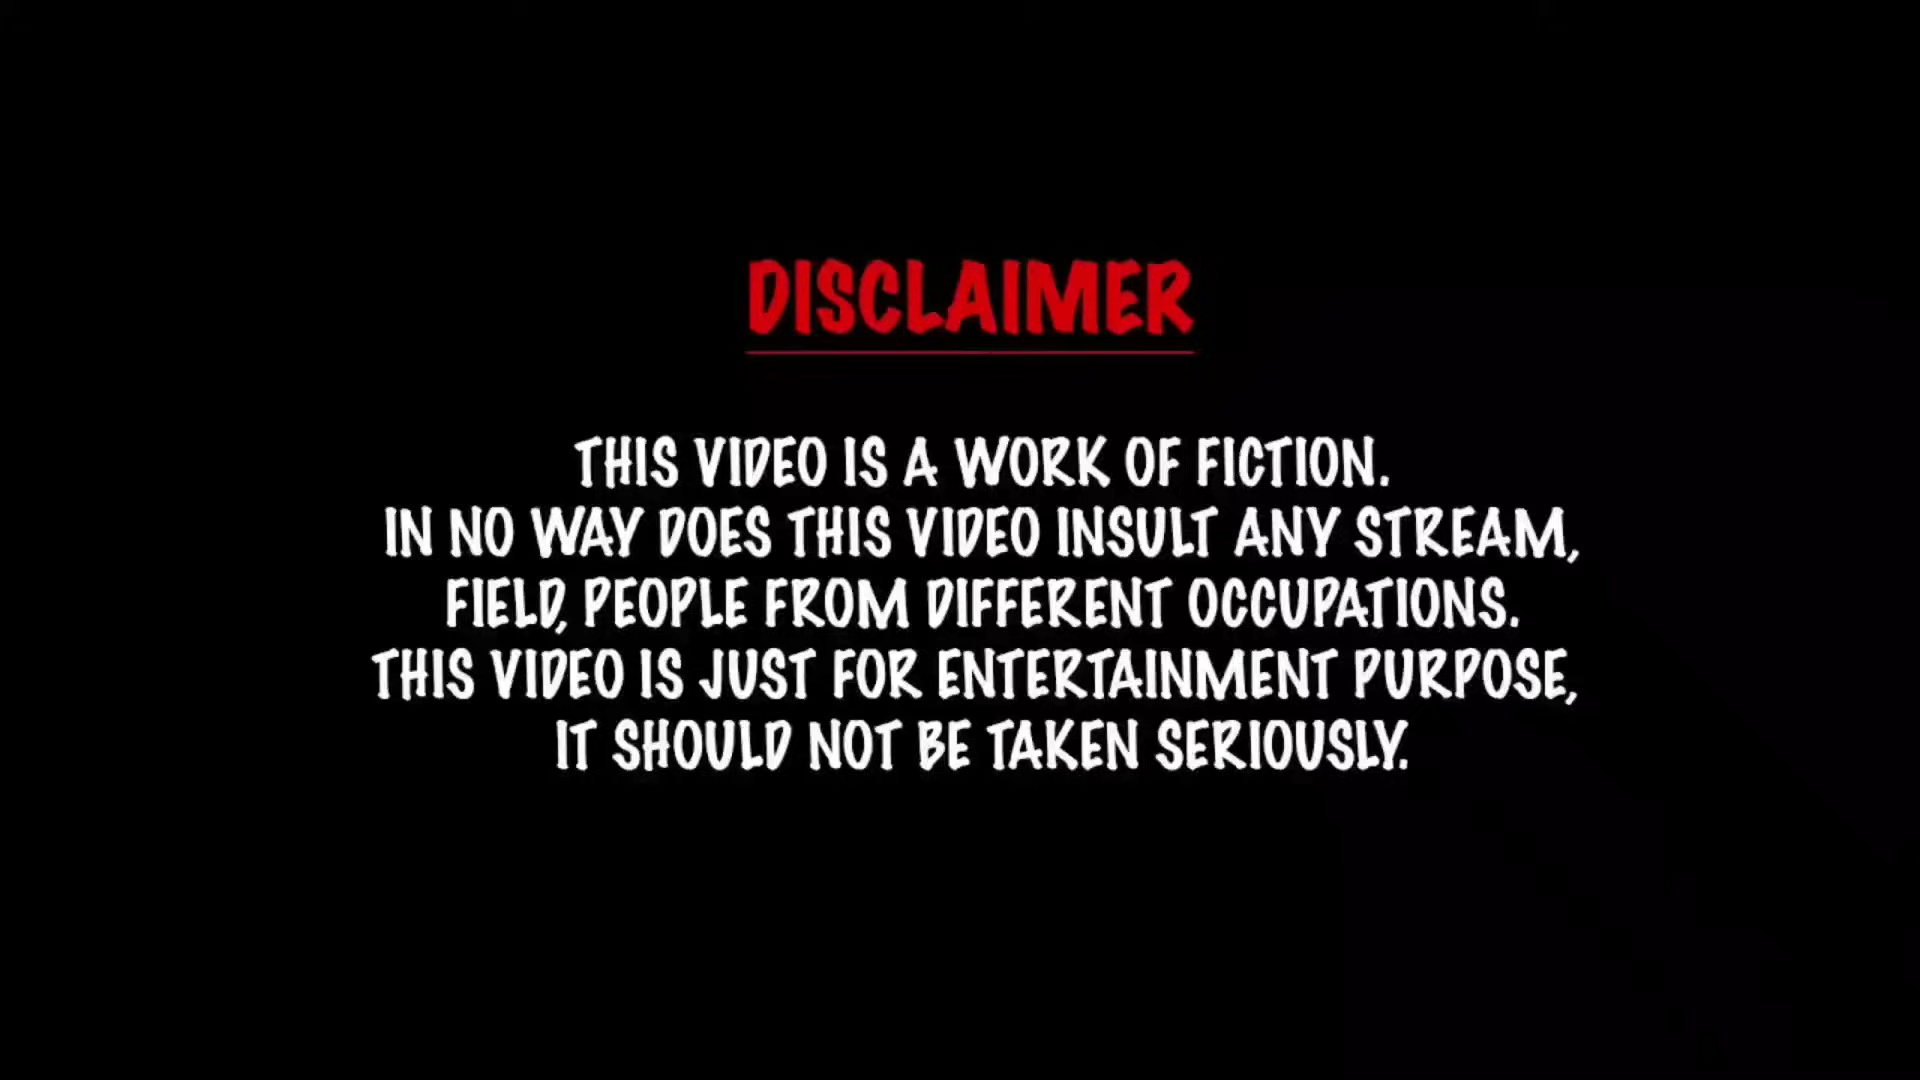 DISCLAIMER
THIS VIDEO IS A WORK OF FICTION.
IN NO WAY DOES THIS VIDEO INSULT ANY STREAM,
FIELD, PEOPLE FROM DIFFERENT OCCUPATIONS.
THIS VIDEO IS JUST FOR ENTERTAINMENT PURPOSE,
IT SHOULD NOT BE TAKEN SERIOUSLY.